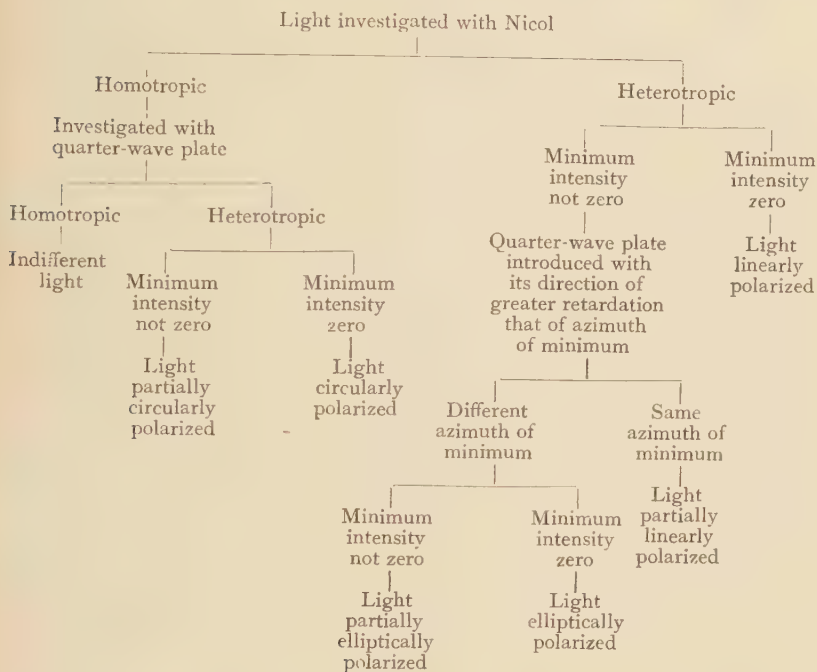 Light investigated with Nicol
Homotropic
Investigated with
quarter-wave plate
Homotropic
Indifferent
light
Heterotropic
Minimum
intensity
not zero
Light
partially
circularly
polarized
Minimum
intensity
zero
Light
circularly
polarized
Heterotropic
Minimum
intensity
not zero
Quarter-wave plate
introduced with
its direction of
greater retardation
that of azimuth
of minimum
Different
azimuth of
minimum
Minimum
intensity
not zero
Light
partially
elliptically
polarized
Minimum
intensity
zero
Light
elliptically
polarized
Same
azimuth of
minimum
Light
partially
linearly
polarized
Minimum
intensity
zero
Light
linearly
polarized